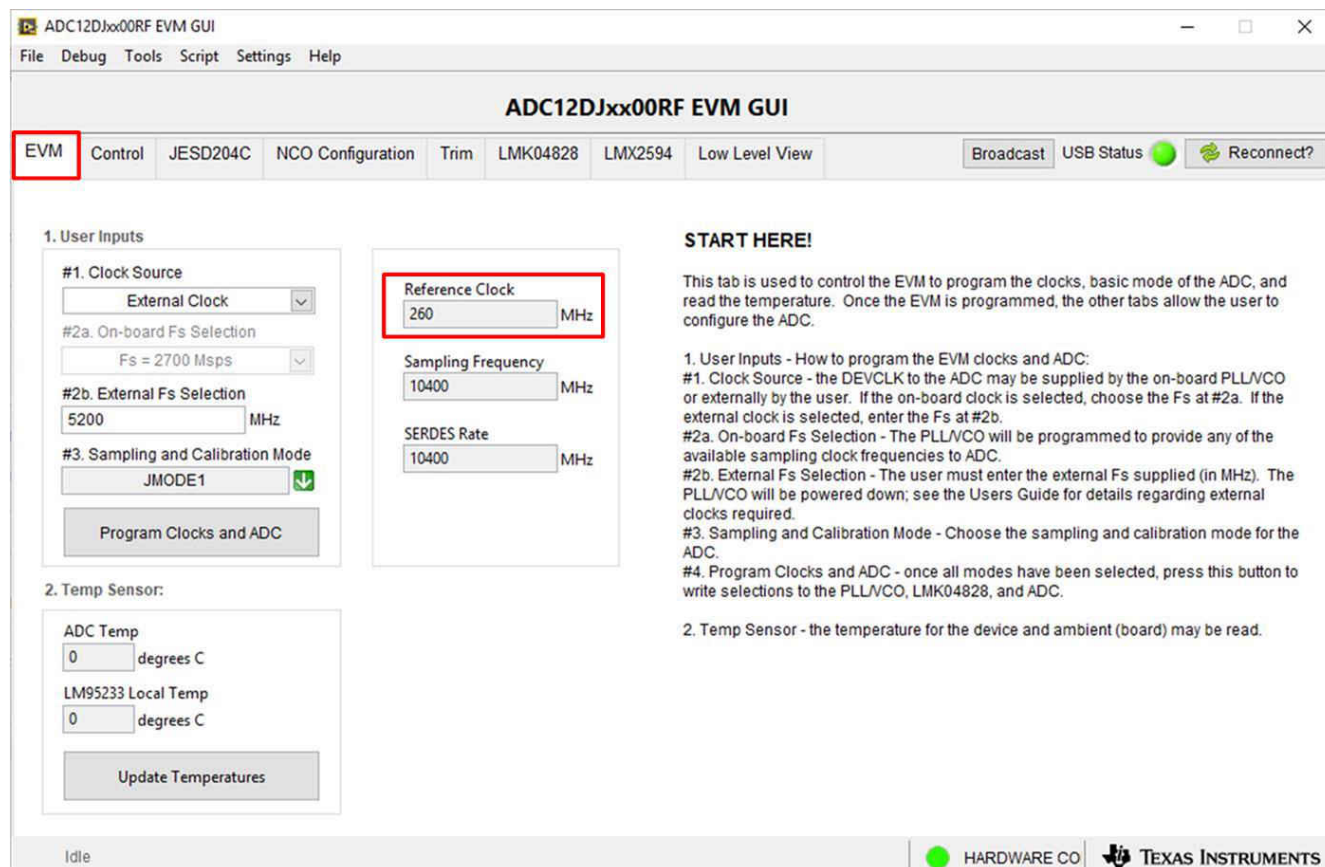 ADC12DJxx00RF EVM GUI
File Debug Tools Script Settings Help
ADC12DJxx00RF EVM GUI
EVM Control JESD204C NCO Configuration Trim LMK04828 LMX2594 Low Level View Broadcast USB Status Reconnect?
1. User Inputs
#1. Clock Source
External Clock
#2a. On-board Fs Selection
Fs = 2700 Msps
#2b. External Fs Selection
5200 MHz
#3. Sampling and Calibration Mode
JMODE1
Program Clocks and ADC
Reference Clock
260 MHz
Sampling Frequency
10400 MHz
SERDES Rate
10400 MHz
2. Temp Sensor:
ADC Temp
0 degrees C
LM95233 Local Temp
0 degrees C
Update Temperatures
START HERE!
This tab is used to control the EVM to program the clocks, basic mode of the ADC, and
read the temperature. Once the EVM is programmed, the other tabs allow the user to
configure the ADC.
1. User Inputs - How to program the EVM clocks and ADC:
#1. Clock Source - the DEVCLK to the ADC may be supplied by the on-board PLL/VCO
or externally by the user. If the on-board clock is selected, choose the Fs at #2a. If the
external clock is selected, enter the Fs at #2b.
#2a. On-board Fs Selection - The PLL/VCO will be programmed to provide any of the
available sampling clock frequencies to ADC.
#2b. External Fs Selection - The user must enter the external Fs supplied (in MHz). The
PLL/VCO will be powered down; see the Users Guide for details regarding external
clocks required.
#3. Sampling and Calibration Mode - Choose the sampling and calibration mode for the
ADC.
#4. Program Clocks and ADC - once all modes have been selected, press this button to
write selections to the PLL/VCO, LMK04828, and ADC.
2. Temp Sensor - the temperature for the device and ambient (board) may be read.
Idle HARDWARE CO TEXAS INSTRUMENTS